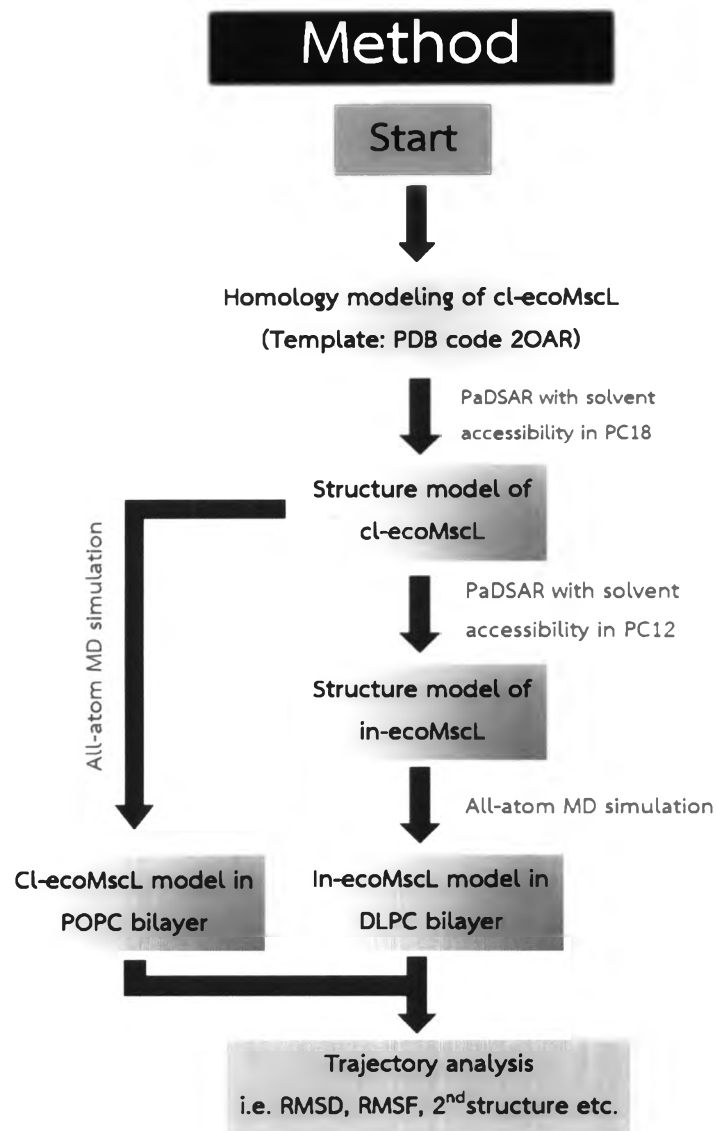 Method
Start
Homology modeling of cl-ecoMscL
(Template: PDB code 2OAR)
PaDSAR with solvent
accessibility in PC18
Structure model of
cl-ecoMscL
All-atom MD simulation
PaDSAR with solvent
accessibility in PC12
Structure model of
in-ecoMscL
All-atom MD simulation
Cl-ecoMscL model in
POPC bilayer
In-ecoMscL model in
DLPC bilayer
Trajectory analysis
i.e. RMSD, RMSF, 2nd structure etc.